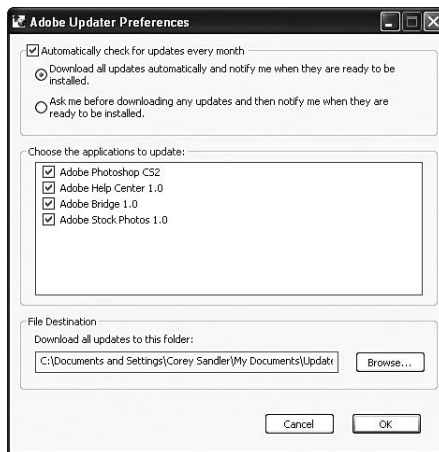 Adobe Updater Preferences
Automatically check for updates every month
Download all updates automatically and notify me when they are ready to be
installed.
Ask me before downloading any updates and then notify me when they are
ready to be installed.
Choose the applications to update:
Adobe Photoshop CS2
Adobe Help Center 1.0
Adobe Bridge 1.0
Adobe Stock Photos 1.0
File Destination
Download all updates to this folder:
C:\Documents and Settings\Corey Sandler\My Documents\Update
Browse...
Cancel
OK